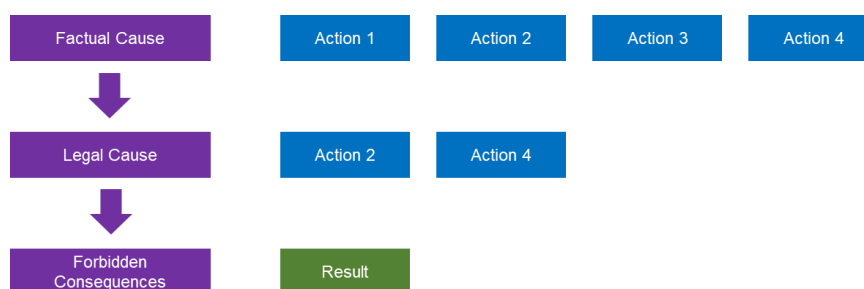 Factual Cause
Action 1
Action 2
Action 3
Action 4
Legal Cause
Action 2
Action 4
Forbidden
Consequences
Result